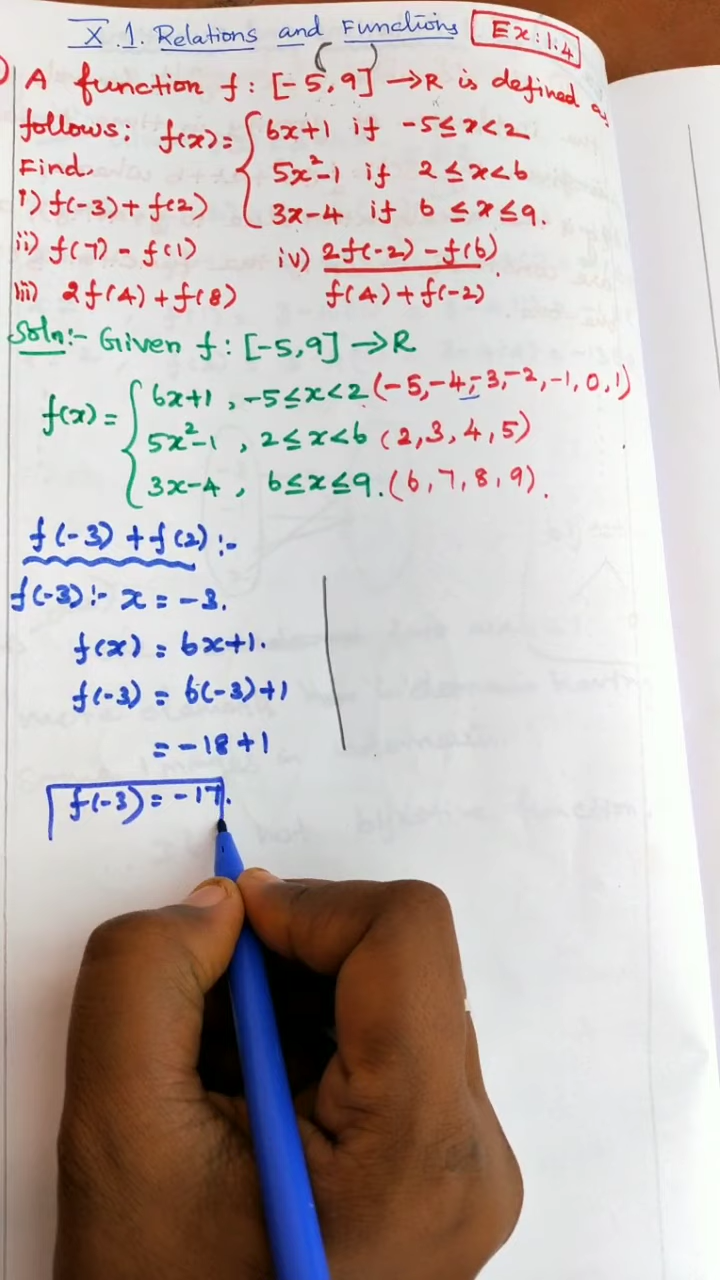 X.1. Relations and Functions Ex:1.4
) A function f: [-5, 9] →R is defined as
follows: f(x)= { 6x+1 if -5≤x<2
5x²-1 if 2≤x<6
3x-4 if 6≤x≤9.
Find,
i) f(-3)+f(2)
ii) f(7)-f(1)
iii) 2f(4)+f(8)
iv) 2f(-2)-f(6)
f(4)+f(-2)
Soln:- Given f: [-5,9] →R
f(x)= { 6x+1, -5≤x<2 (-5,-4,-3,-2,-1,0,1)
5x²-1, 2≤x<6 (2,3,4,5)
3x-4, 6≤x≤9. (6,7,8,9).
f(-3)+f(2):-
f(-3):- x = -3.
f(x) = 6x+1.
f(-3) = 6(-3)+1
= -18+1
f(-3) = -17.